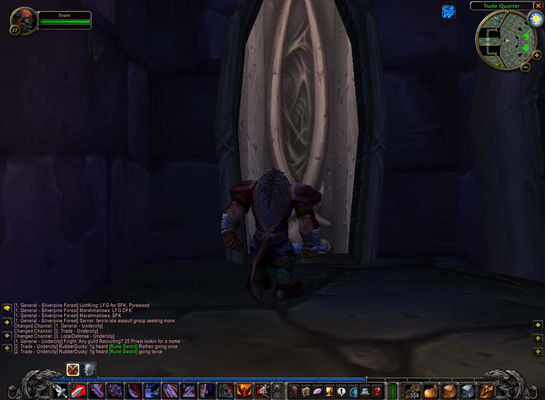 Trade Quarter
[1. General - Silverpine Forest] LichKing: LFG for SFK, Pyrewood
[1. General - Silverpine Forest] Marshmallows: LFG DFK
[1. General - Silverpine Forest] Marshmallows: SFK
[1. General - Silverpine Forest] Sarnor: fenris isle assault group seeking more
Changed Channel: [1. General - Undercity]
Changed Channel: [2. Trade - Undercity]
Changed Channel: [3. LocalDefense - Undercity]
[1. General - Undercity] Fright: Any guild Recruiting? 25 Priest lookin for a home
[2. Trade - Undercity] RubberDucky: 1g heard [Rune Sword] Rothen going once
[2. Trade - Undercity] RubberDucky: 1g heard [Rune Sword] going twice